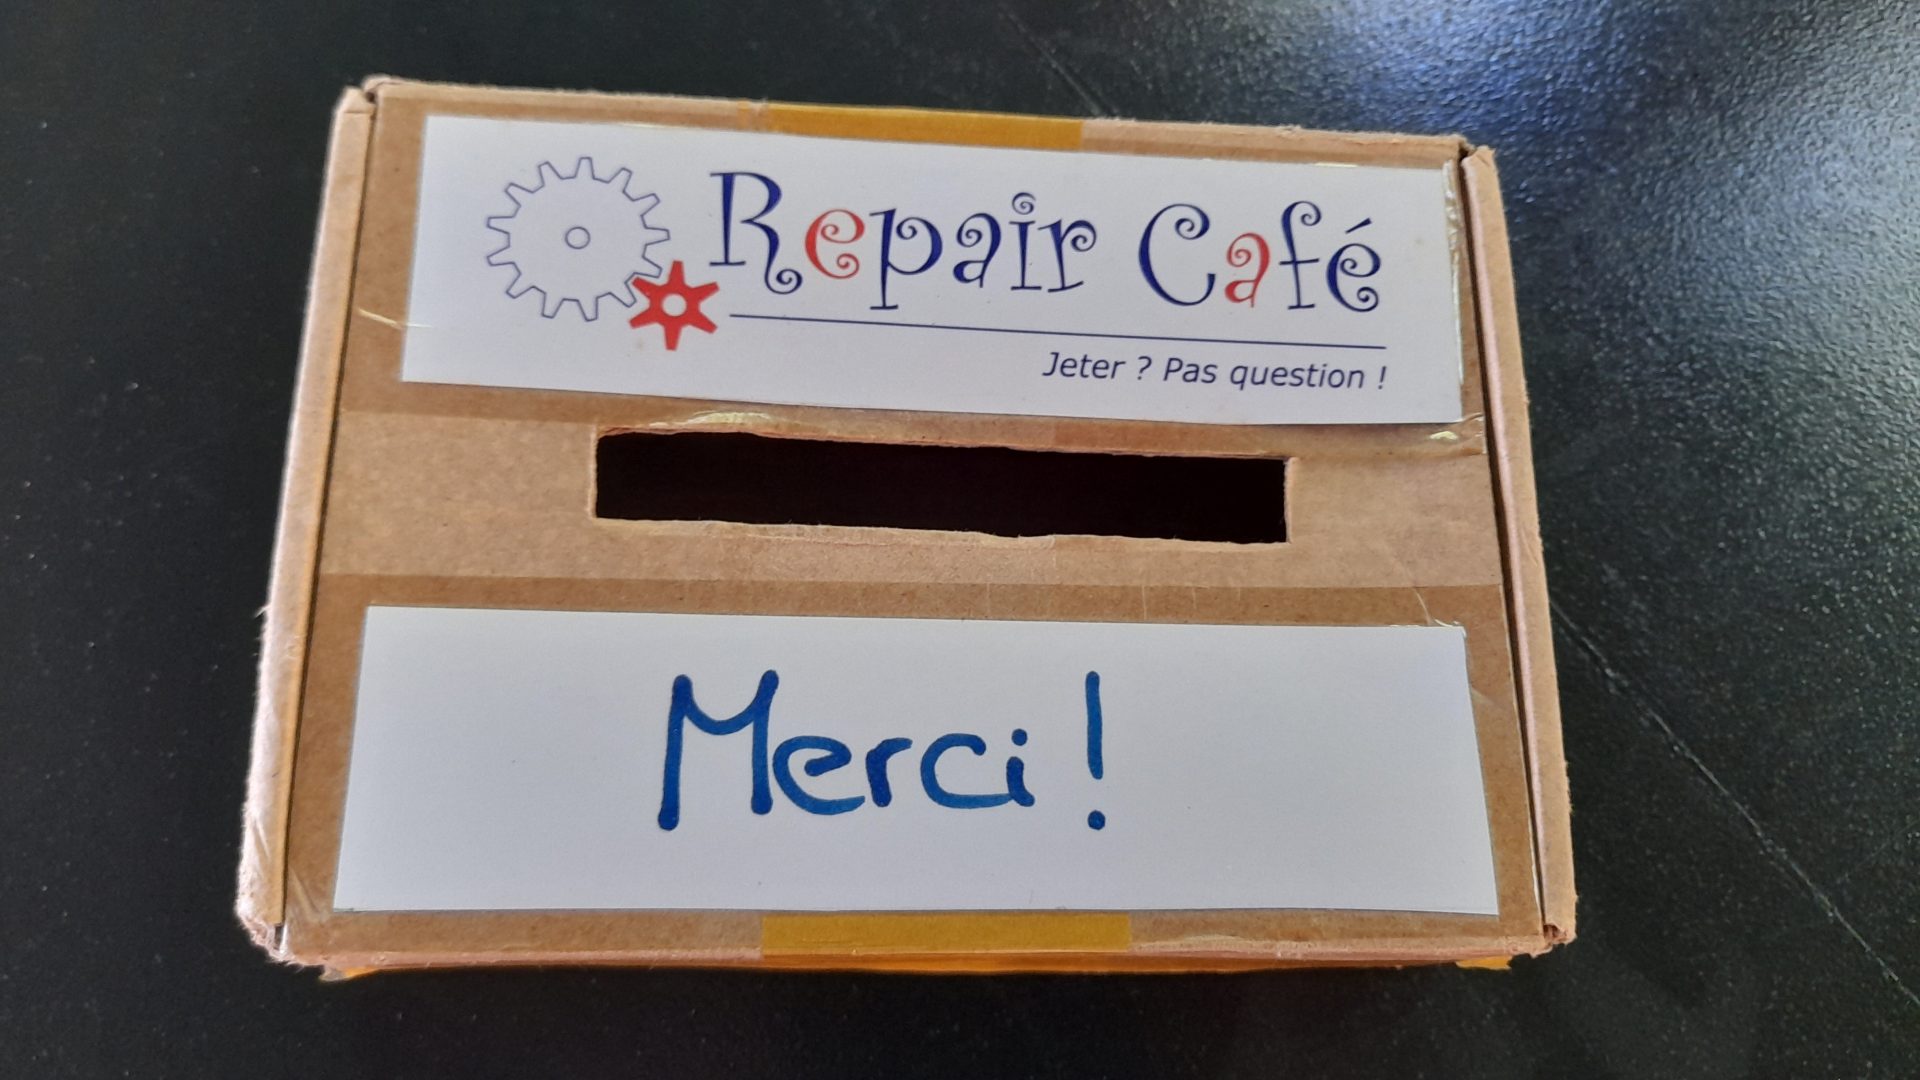 Repair Café
Jeter ? Pas question !
Merci !